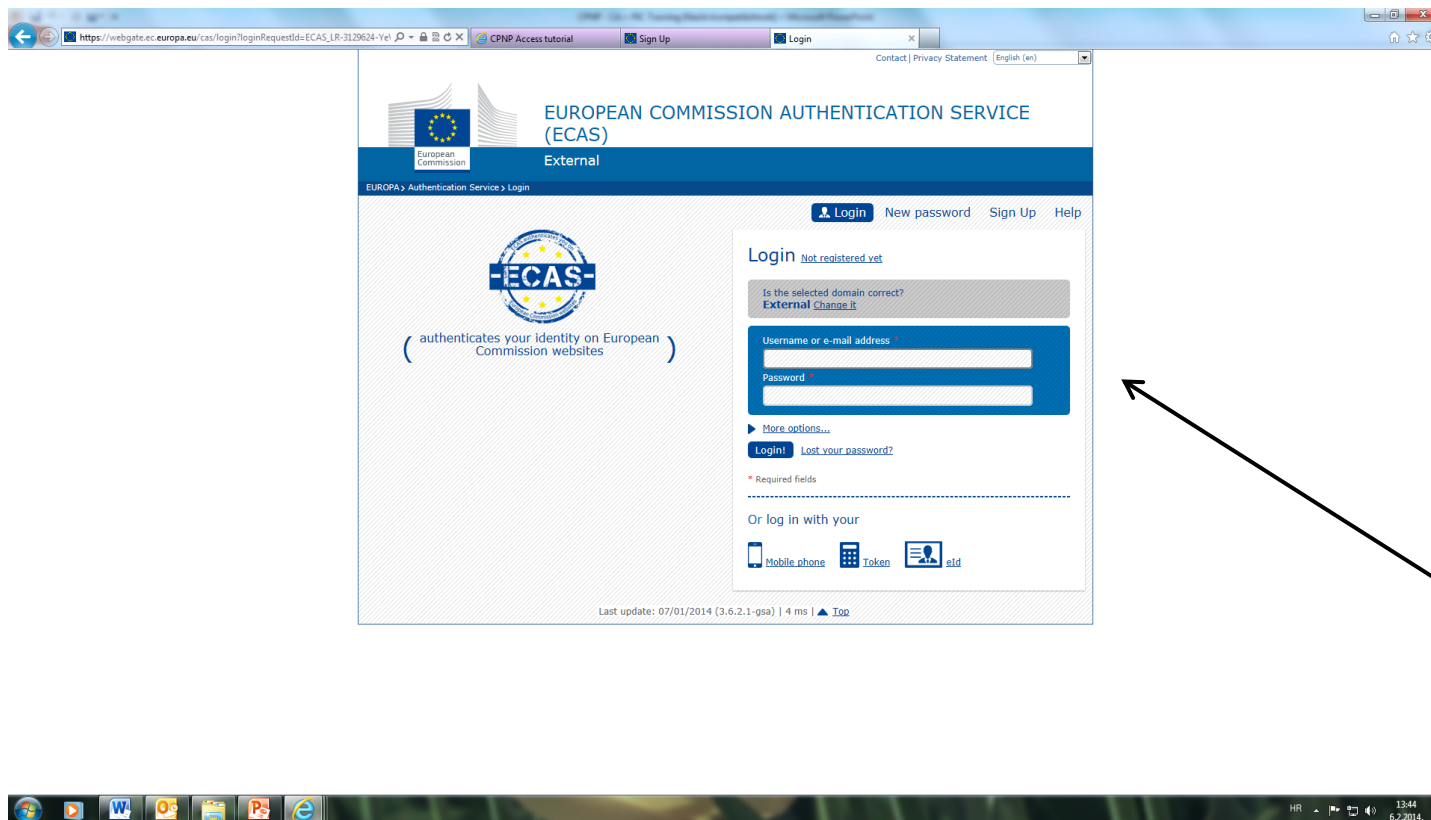 https://webgate.ec.europa.eu/cas/login?loginRequestId=ECAS_LR-3129624-Ye
CPNP Access tutorial
Sign Up
Login
Contact | Privacy Statement
English (en)
EUROPEAN COMMISSION AUTHENTICATION SERVICE
(ECAS)
European
Commission
External
EUROPA > Authentication Service > Login
Login New password Sign Up Help
-ECAS-
European Commission websites
( authenticates your identity on European
Commission websites )
Login Not registered yet
Is the selected domain correct?
External Change it
Username or e-mail address *
Password *
More options...
Login! Lost your password?
* Required fields
Or log in with your
Mobile phone
Token
eId
Last update: 07/01/2014 (3.6.2.1-gsa) | 4 ms | Top
HR
13:44
6.2.2014.